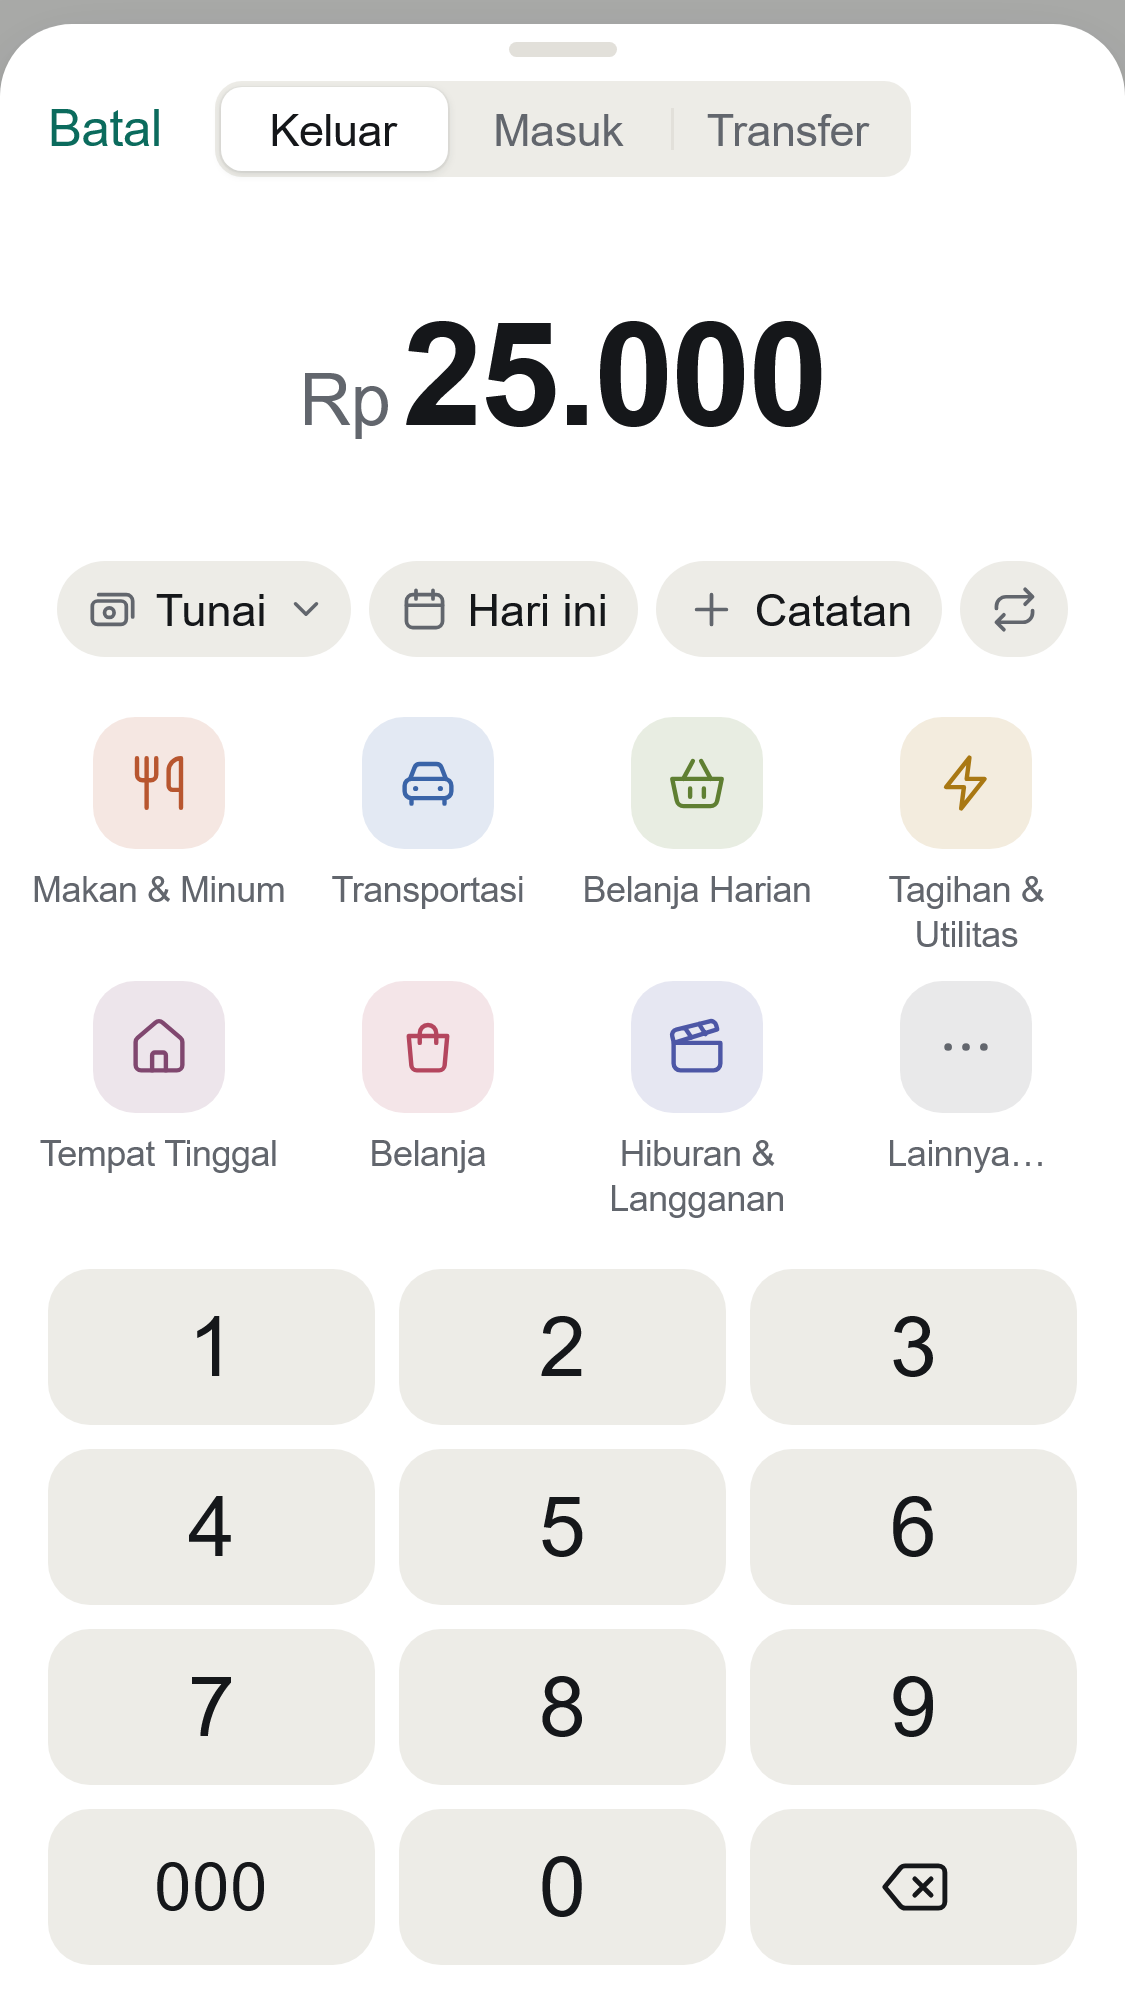 Batal
Keluar
Masuk
Transfer
Rp 25.000
Tunai
Hari ini
Catatan
Makan & Minum
Transportasi
Belanja Harian
Tagihan &
Utilitas
Tempat Tinggal
Belanja
Hiburan &
Langganan
Lainnya…
1
2
3
4
5
6
7
8
9
000
0